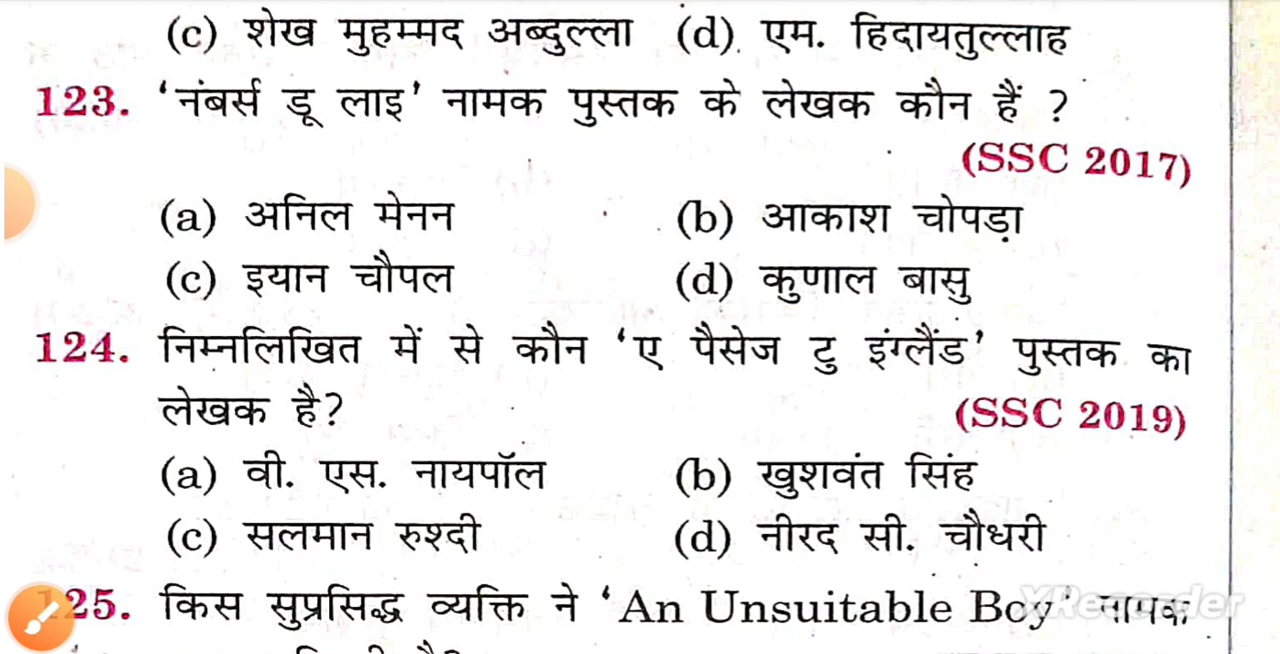 (c) शेख मुहम्मद अब्दुल्ला (d) एम. हिदायतुल्लाह
123. 'नंबर्स डू लाइ' नामक पुस्तक के लेखक कौन हैं ?
(SSC 2017)
(a) अनिल मेनन (b) आकाश चोपड़ा
(c) इयान चौपल (d) कुणाल बासु
124. निम्नलिखित में से कौन 'ए पैसेज टु इंग्लैंड' पुस्तक का
लेखक है?
(SSC 2019)
(a) वी. एस. नायपॉल (b) खुशवंत सिंह
(c) सलमान रुश्दी (d) नीरद सी. चौधरी
125. किस सुप्रसिद्ध व्यक्ति ने 'An Unsuitable Boy' नामक
XRecorder